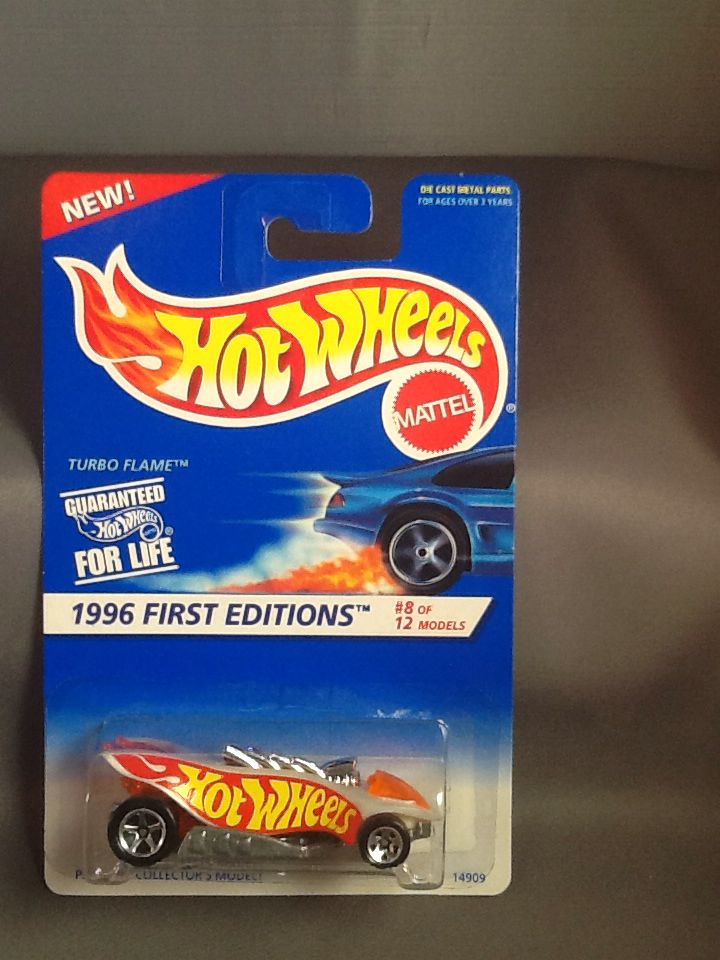 NEW!
DIE CAST METAL PARTS
FOR AGES OVER 3 YEARS
HOT WHEELS
MATTEL
®
TURBO FLAME™
GUARANTEED
HOT WHEELS ®
FOR LIFE
1996 FIRST EDITIONS™
#8 OF
12 MODELS
HOT WHEELS
COLLECTOR'S MODEL!
14909